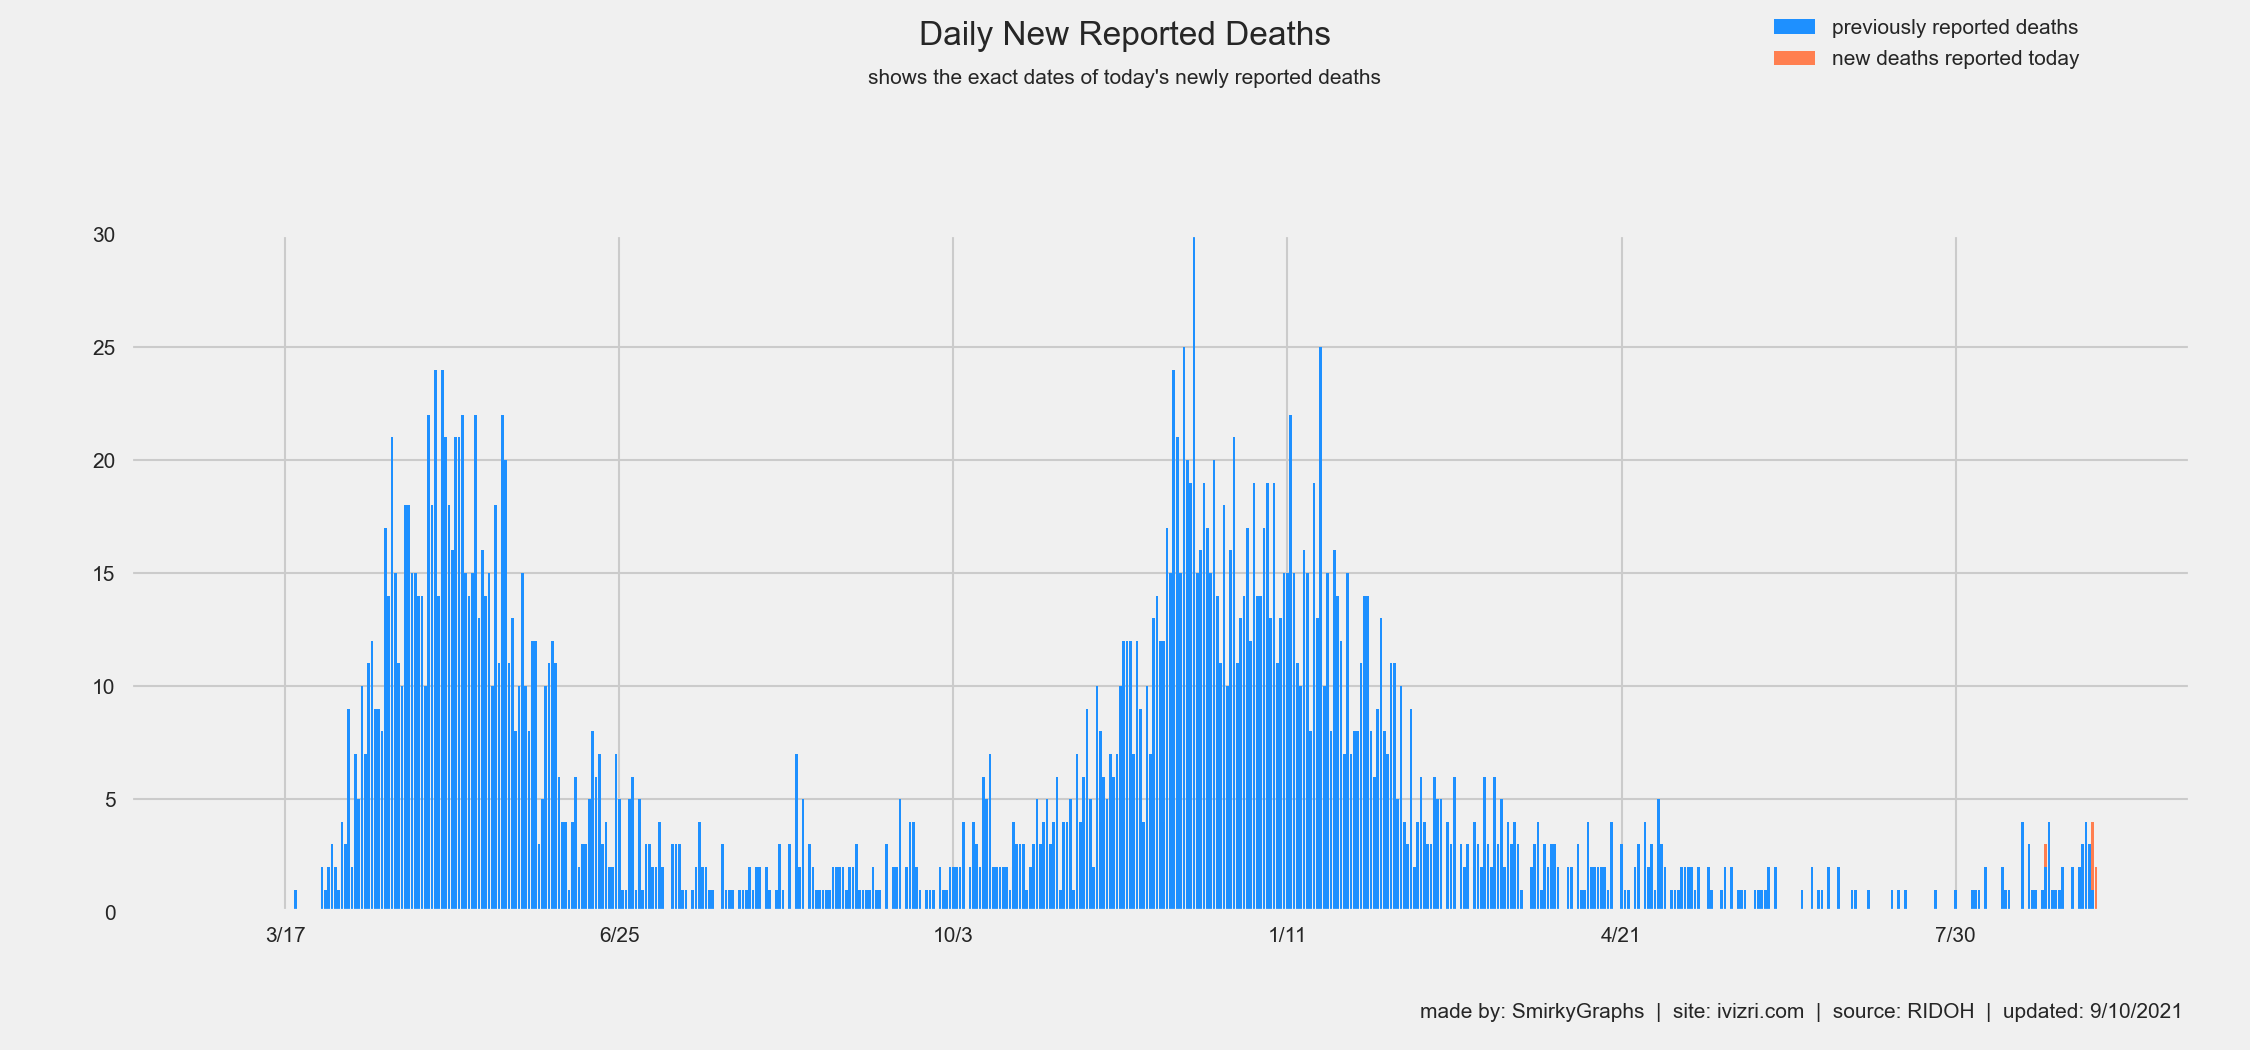 Daily New Reported Deaths
shows the exact dates of today's newly reported deaths
previously reported deaths
new deaths reported today
30
25
20
15
10
5
0
3/17 6/25 10/3 1/11 4/21 7/30
made by: SmirkyGraphs | site: ivizri.com | source: RIDOH | updated: 9/10/2021